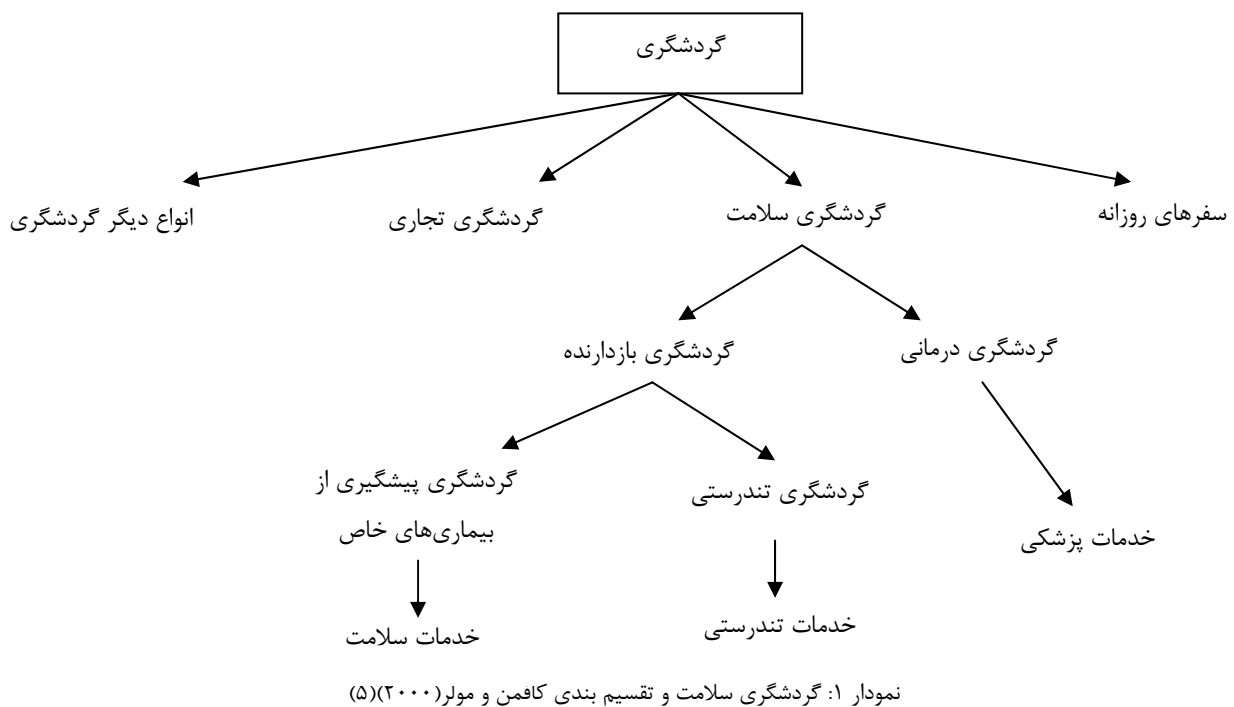 گردشگری
سفرهای روزانه
گردشگری سلامت
گردشگری تجاری
انواع دیگر گردشگری
گردشگری درمانی
گردشگری بازدارنده
گردشگری تندرستی
گردشگری پیشگیری از
بیماری‌های خاص
خدمات پزشکی
خدمات تندرستی
خدمات سلامت
نمودار ۱: گردشگری سلامت و تقسیم بندی کافمن و مولر(۲۰۰۰)(۵)